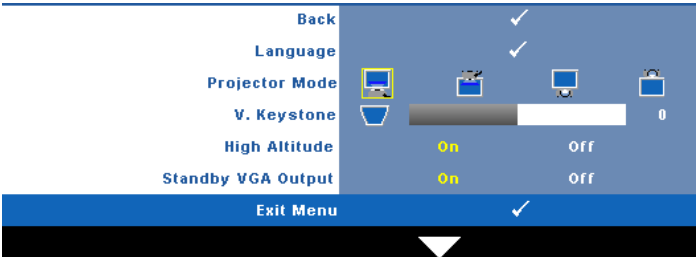 Back
Language
Projector Mode
V. Keystone 0
High Altitude On Off
Standby VGA Output On Off
Exit Menu